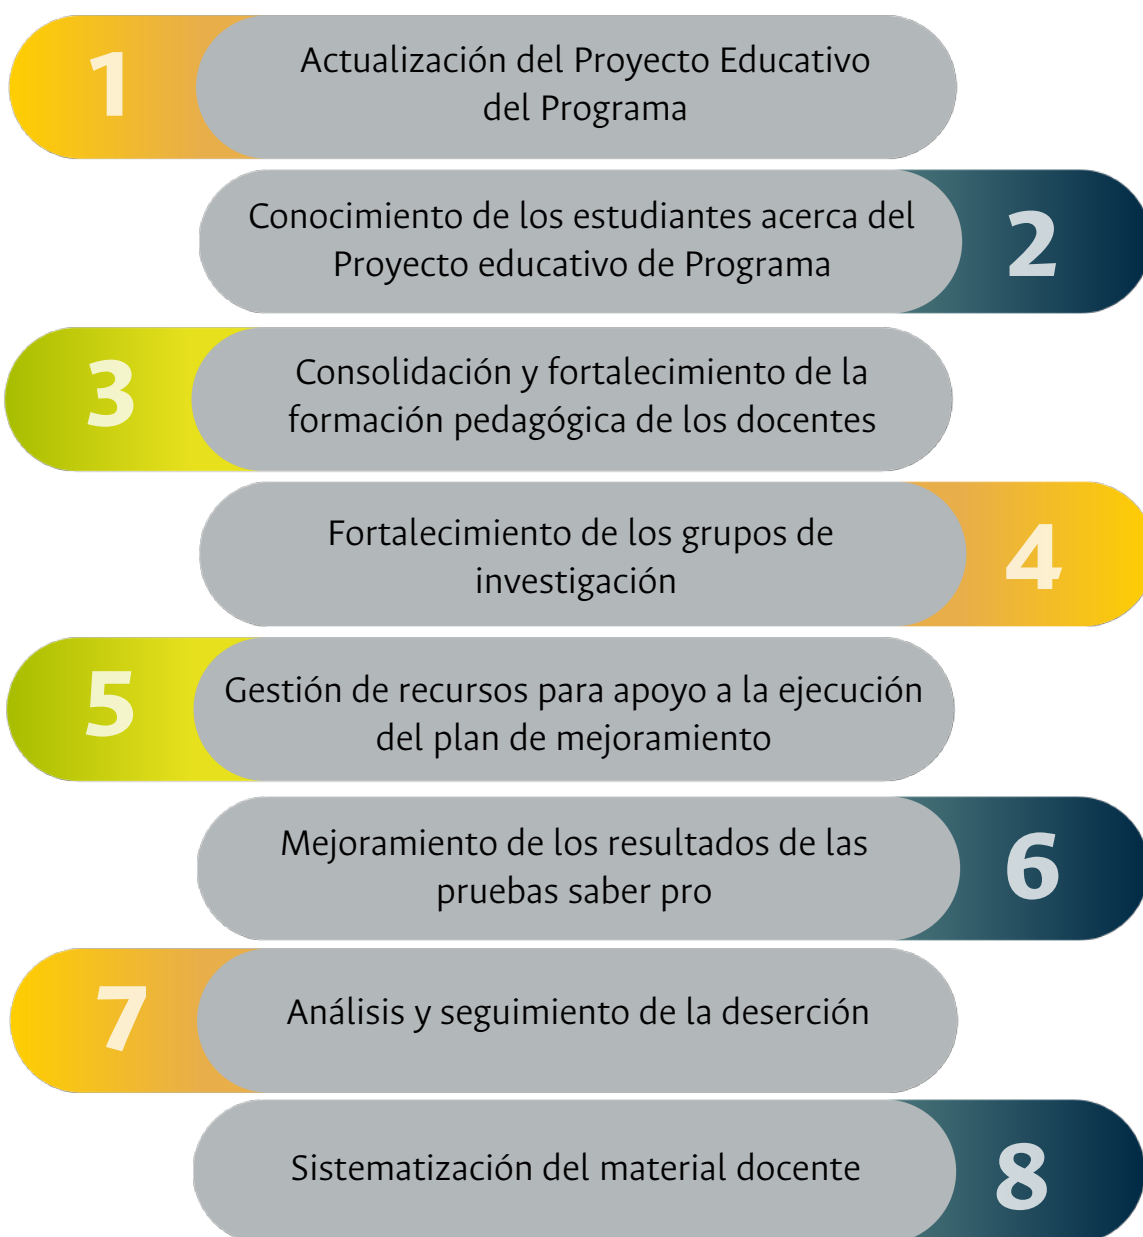 1
Actualización del Proyecto Educativo
del Programa
Conocimiento de los estudiantes acerca del
Proyecto educativo de Programa
2
3
Consolidación y fortalecimiento de la
formación pedagógica de los docentes
Fortalecimiento de los grupos de
investigación
4
5
Gestión de recursos para apoyo a la ejecución
del plan de mejoramiento
Mejoramiento de los resultados de las
pruebas saber pro
6
7
Análisis y seguimiento de la deserción
Sistematización del material docente
8